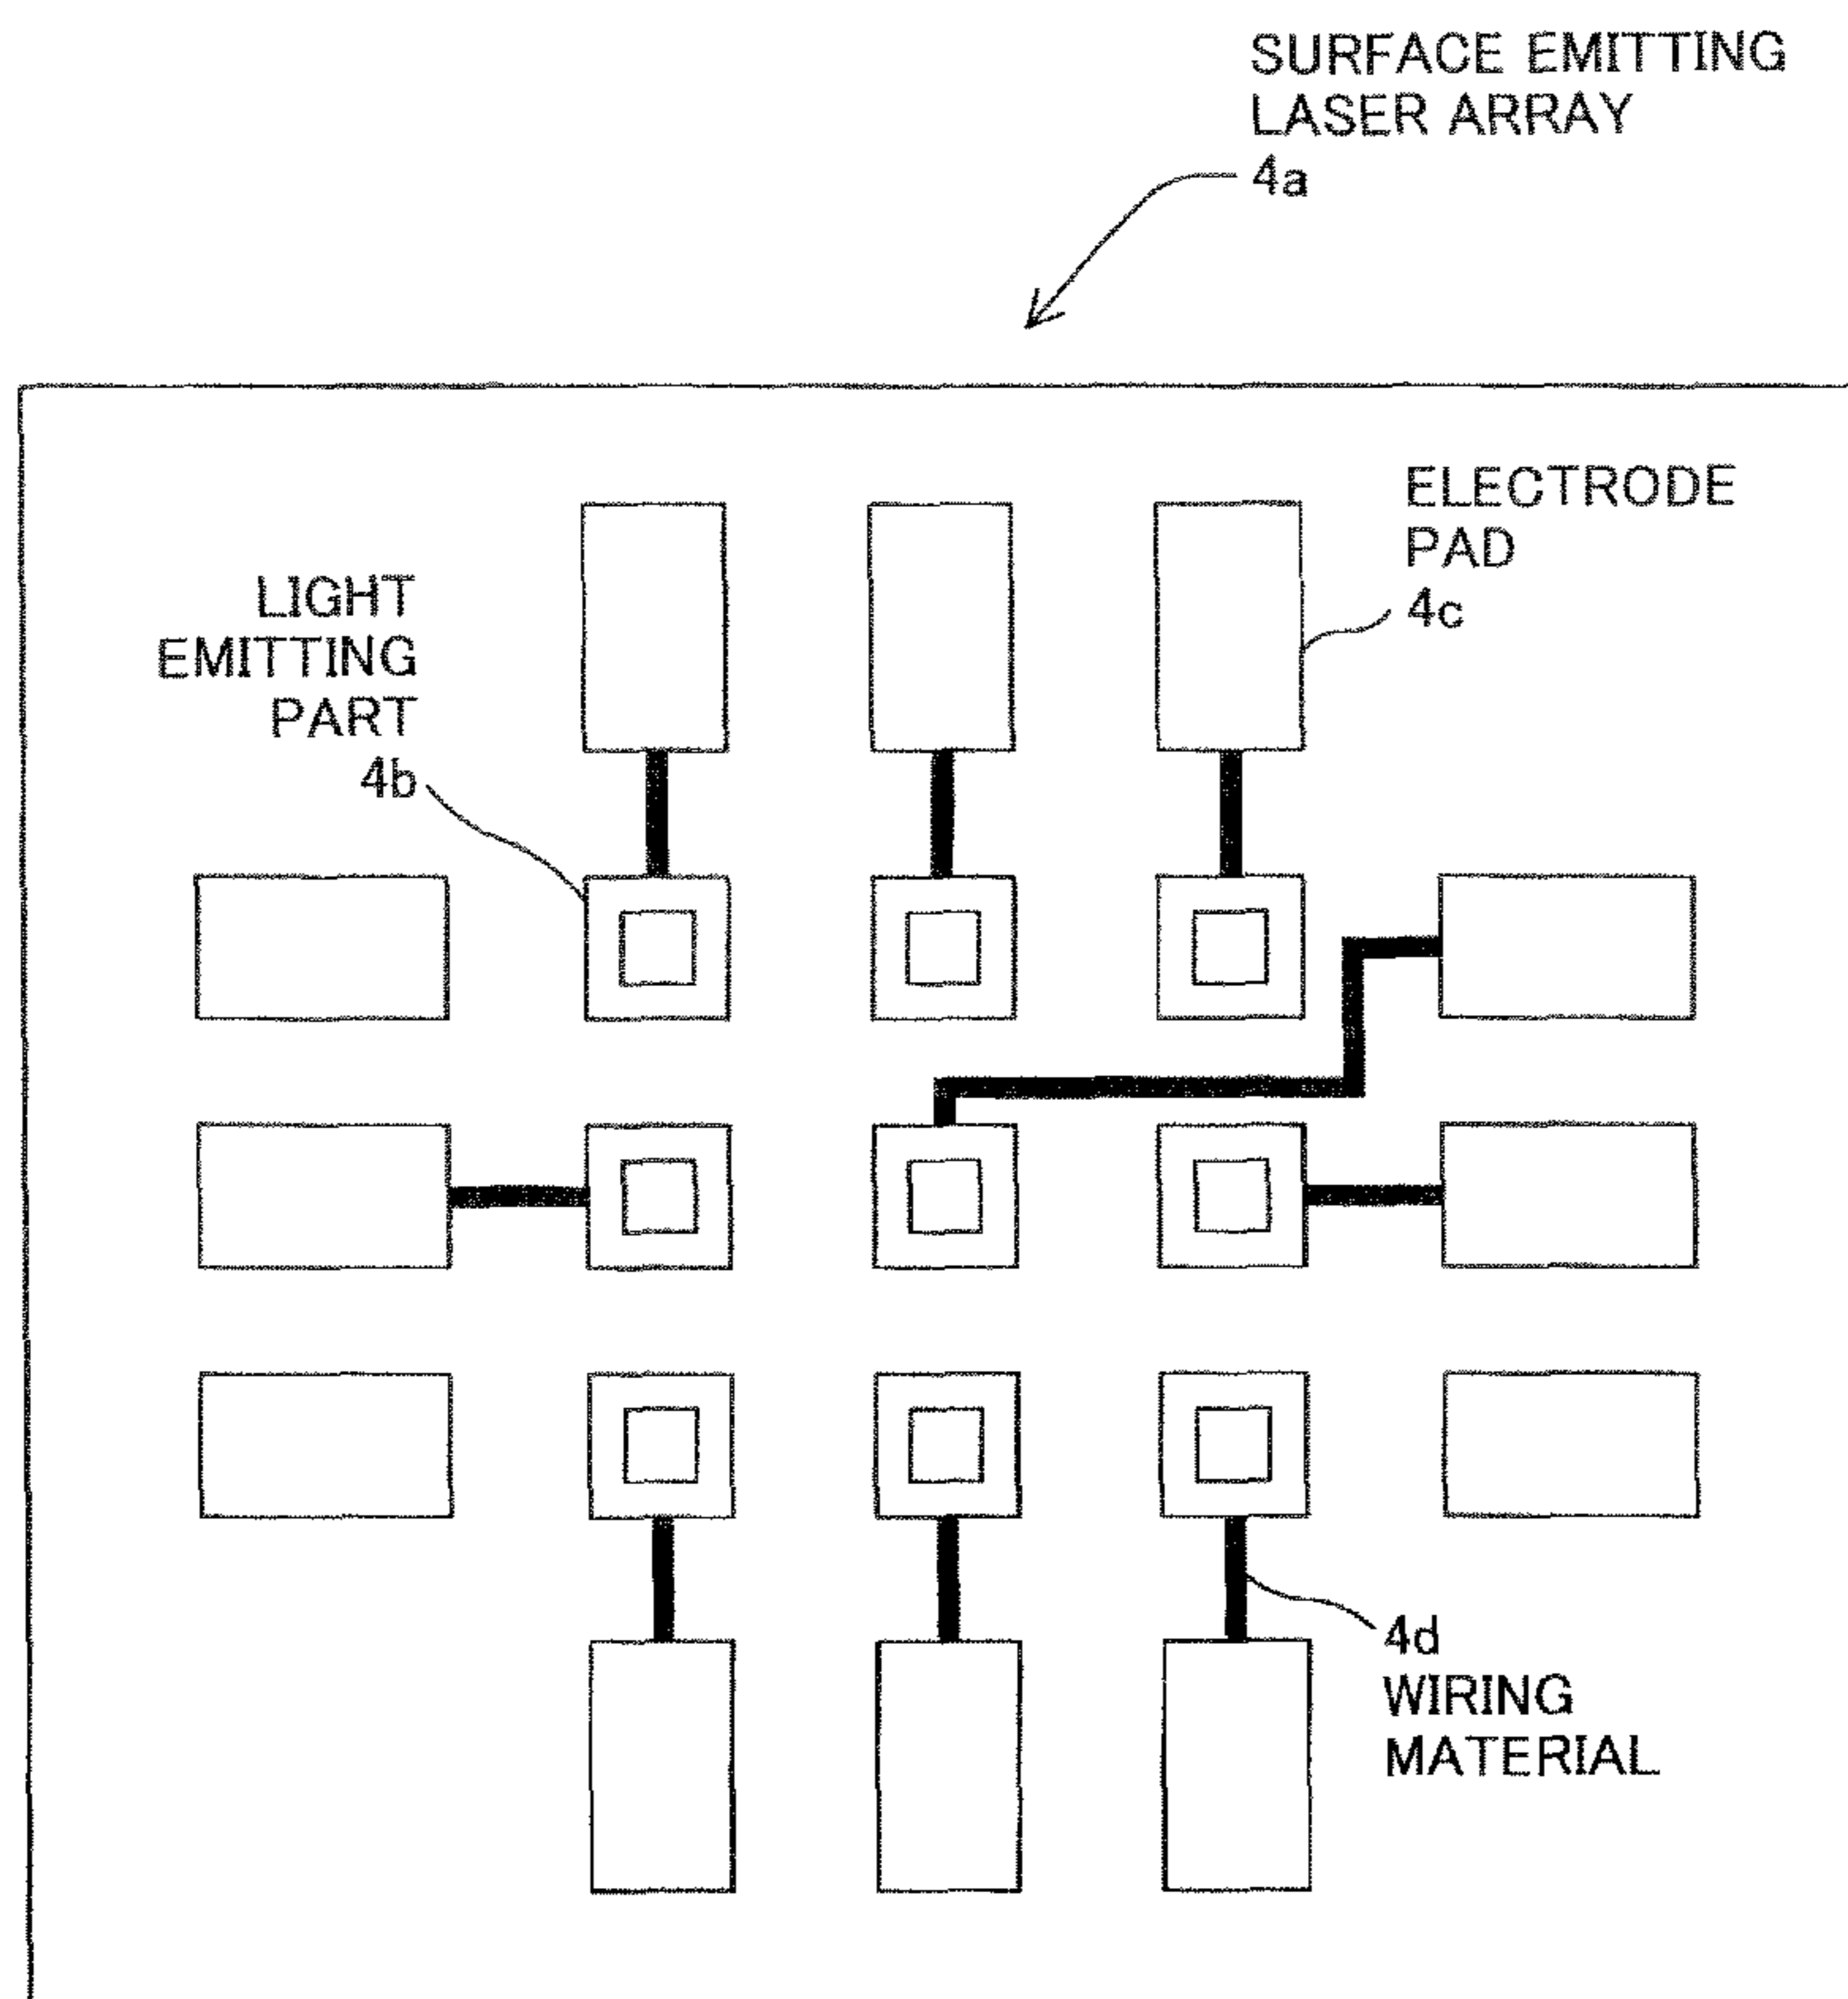 SURFACE EMITTING
LASER ARRAY
4a
ELECTRODE
PAD
4c
LIGHT
EMITTING
PART
4b
4d
WIRING
MATERIAL